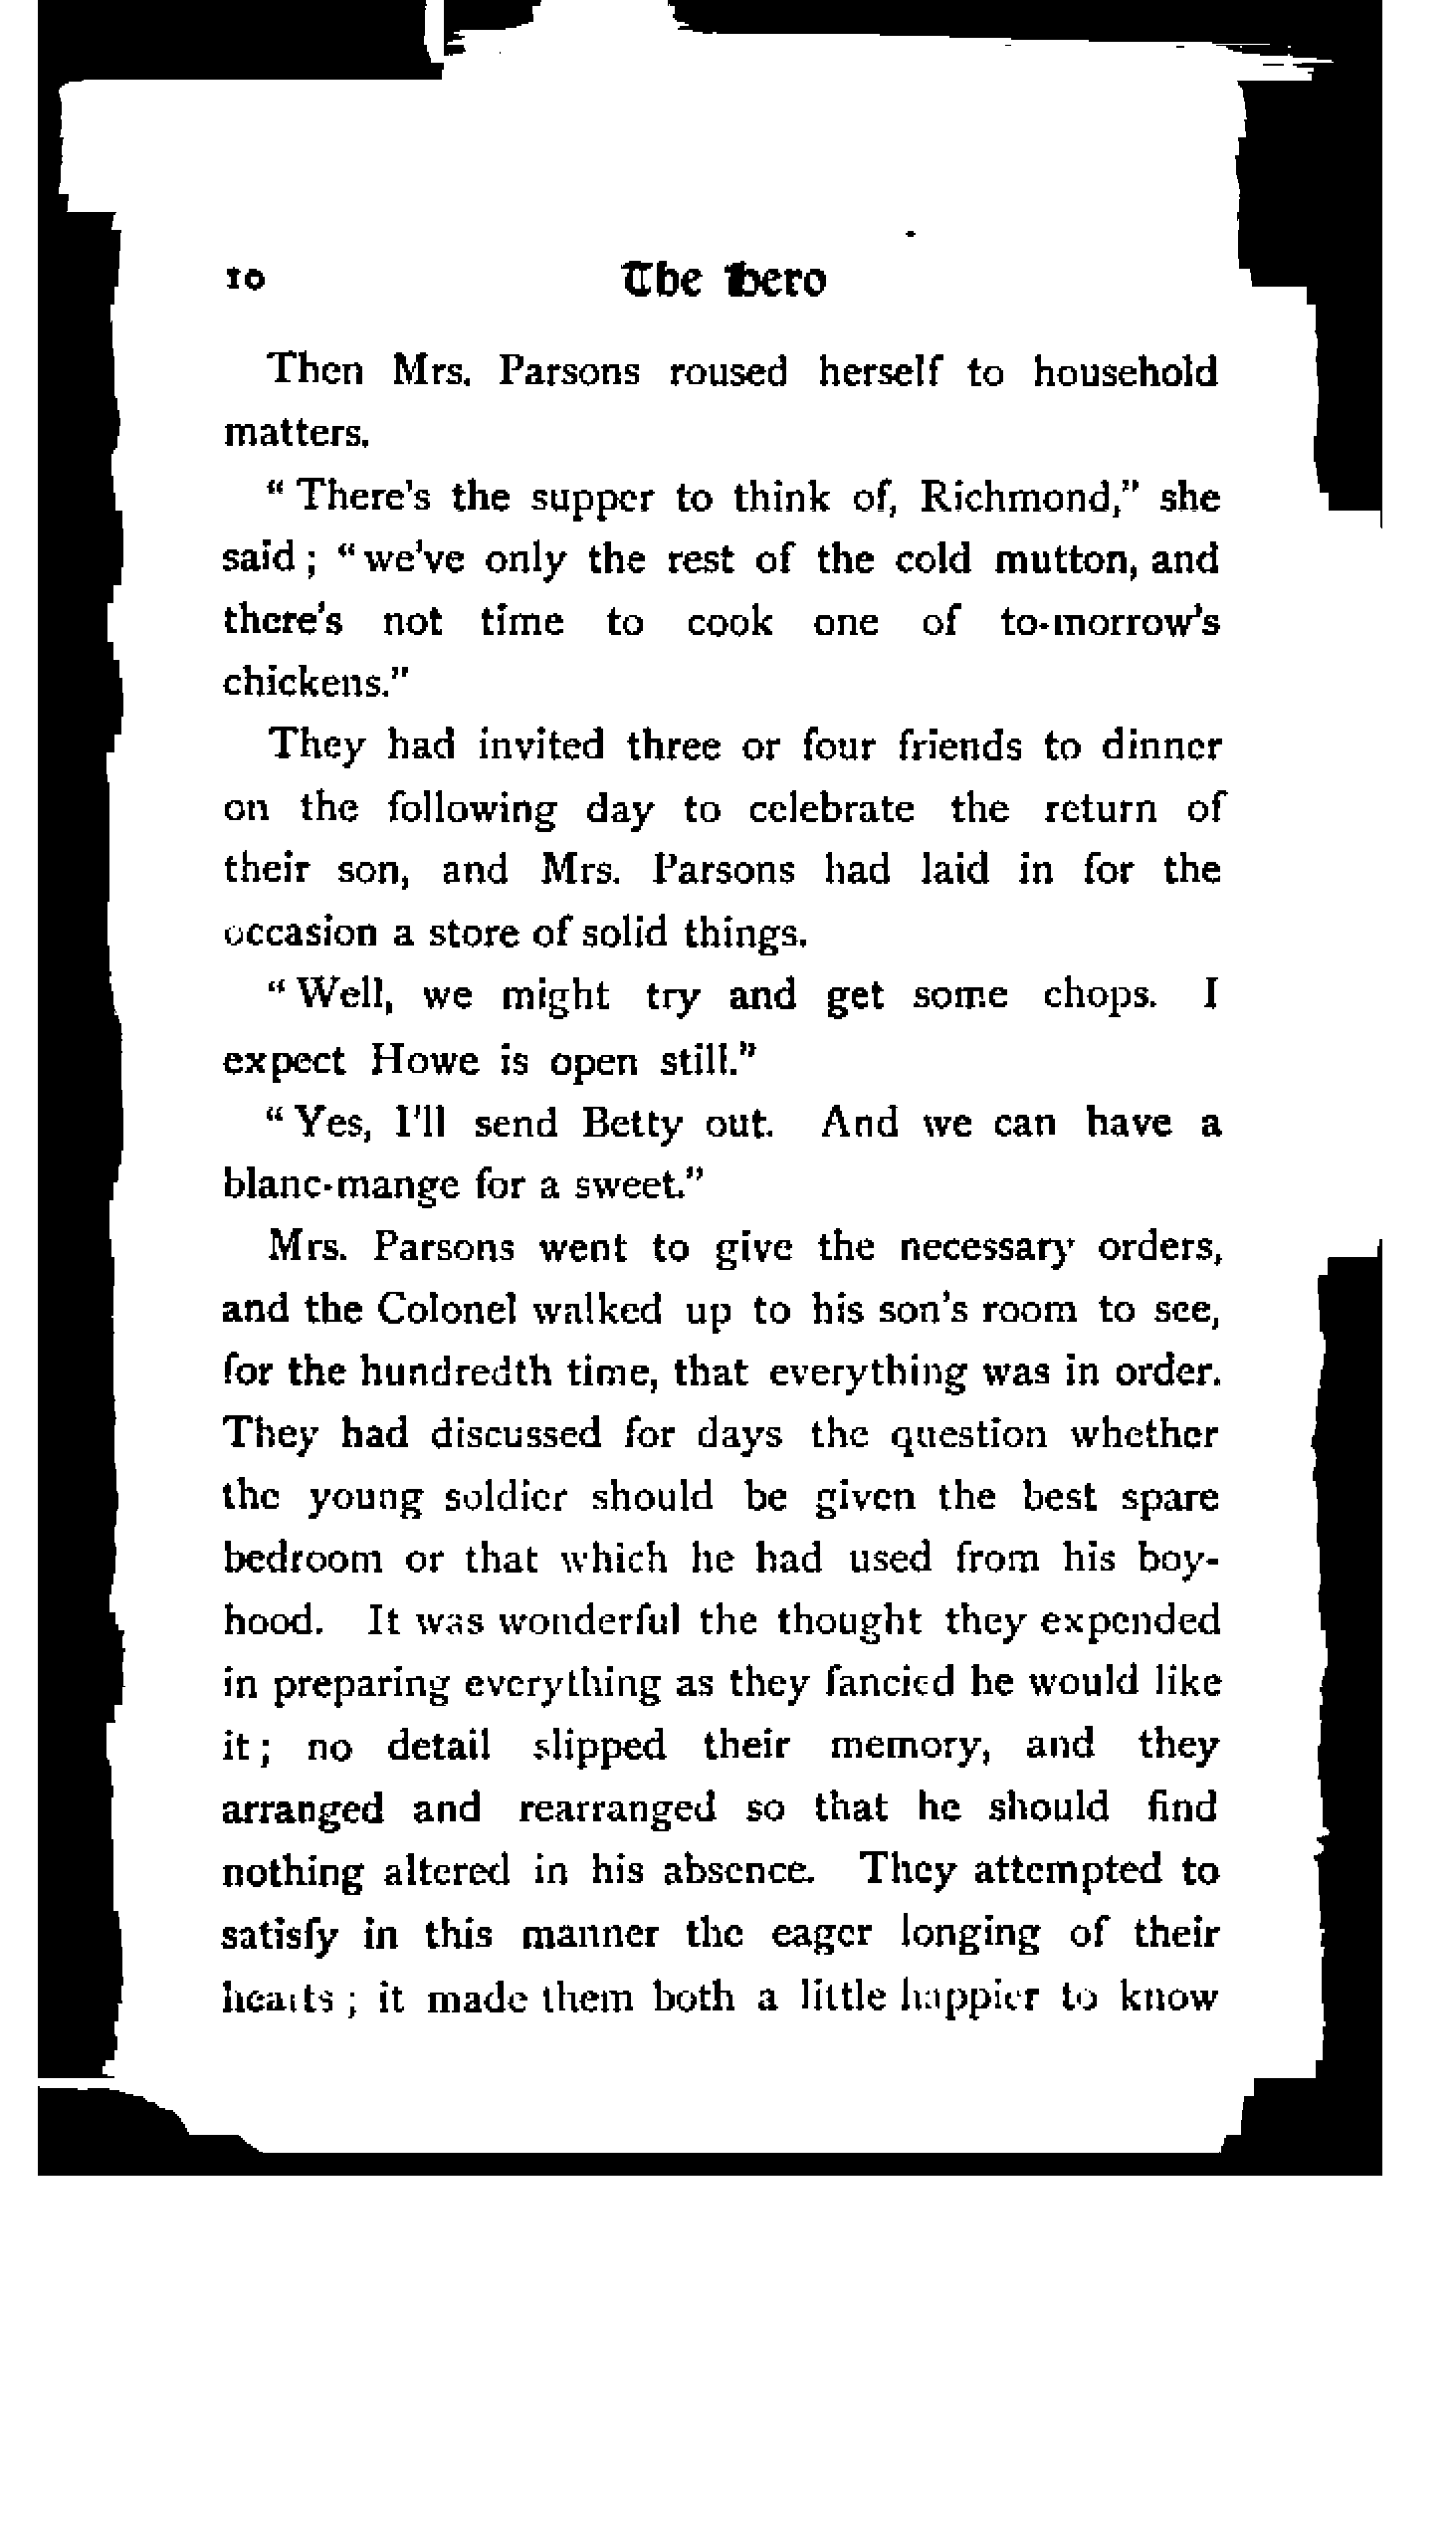 10 The Hero
Then Mrs. Parsons roused herself to household
matters.
“ There's the supper to think of, Richmond,” she
said ; “ we've only the rest of the cold mutton, and
there's not time to cook one of to-morrow's
chickens.”
They had invited three or four friends to dinner
on the following day to celebrate the return of
their son, and Mrs. Parsons had laid in for the
occasion a store of solid things.
“ Well, we might try and get some chops. I
expect Howe is open still.”
“ Yes, I'll send Betty out. And we can have a
blanc-mange for a sweet.”
Mrs. Parsons went to give the necessary orders,
and the Colonel walked up to his son's room to see,
for the hundredth time, that everything was in order.
They had discussed for days the question whether
the young soldier should be given the best spare
bedroom or that which he had used from his boy-
hood. It was wonderful the thought they expended
in preparing everything as they fancied he would like
it ; no detail slipped their memory, and they
arranged and rearranged so that he should find
nothing altered in his absence. They attempted to
satisfy in this manner the eager longing of their
hearts ; it made them both a little happier to know